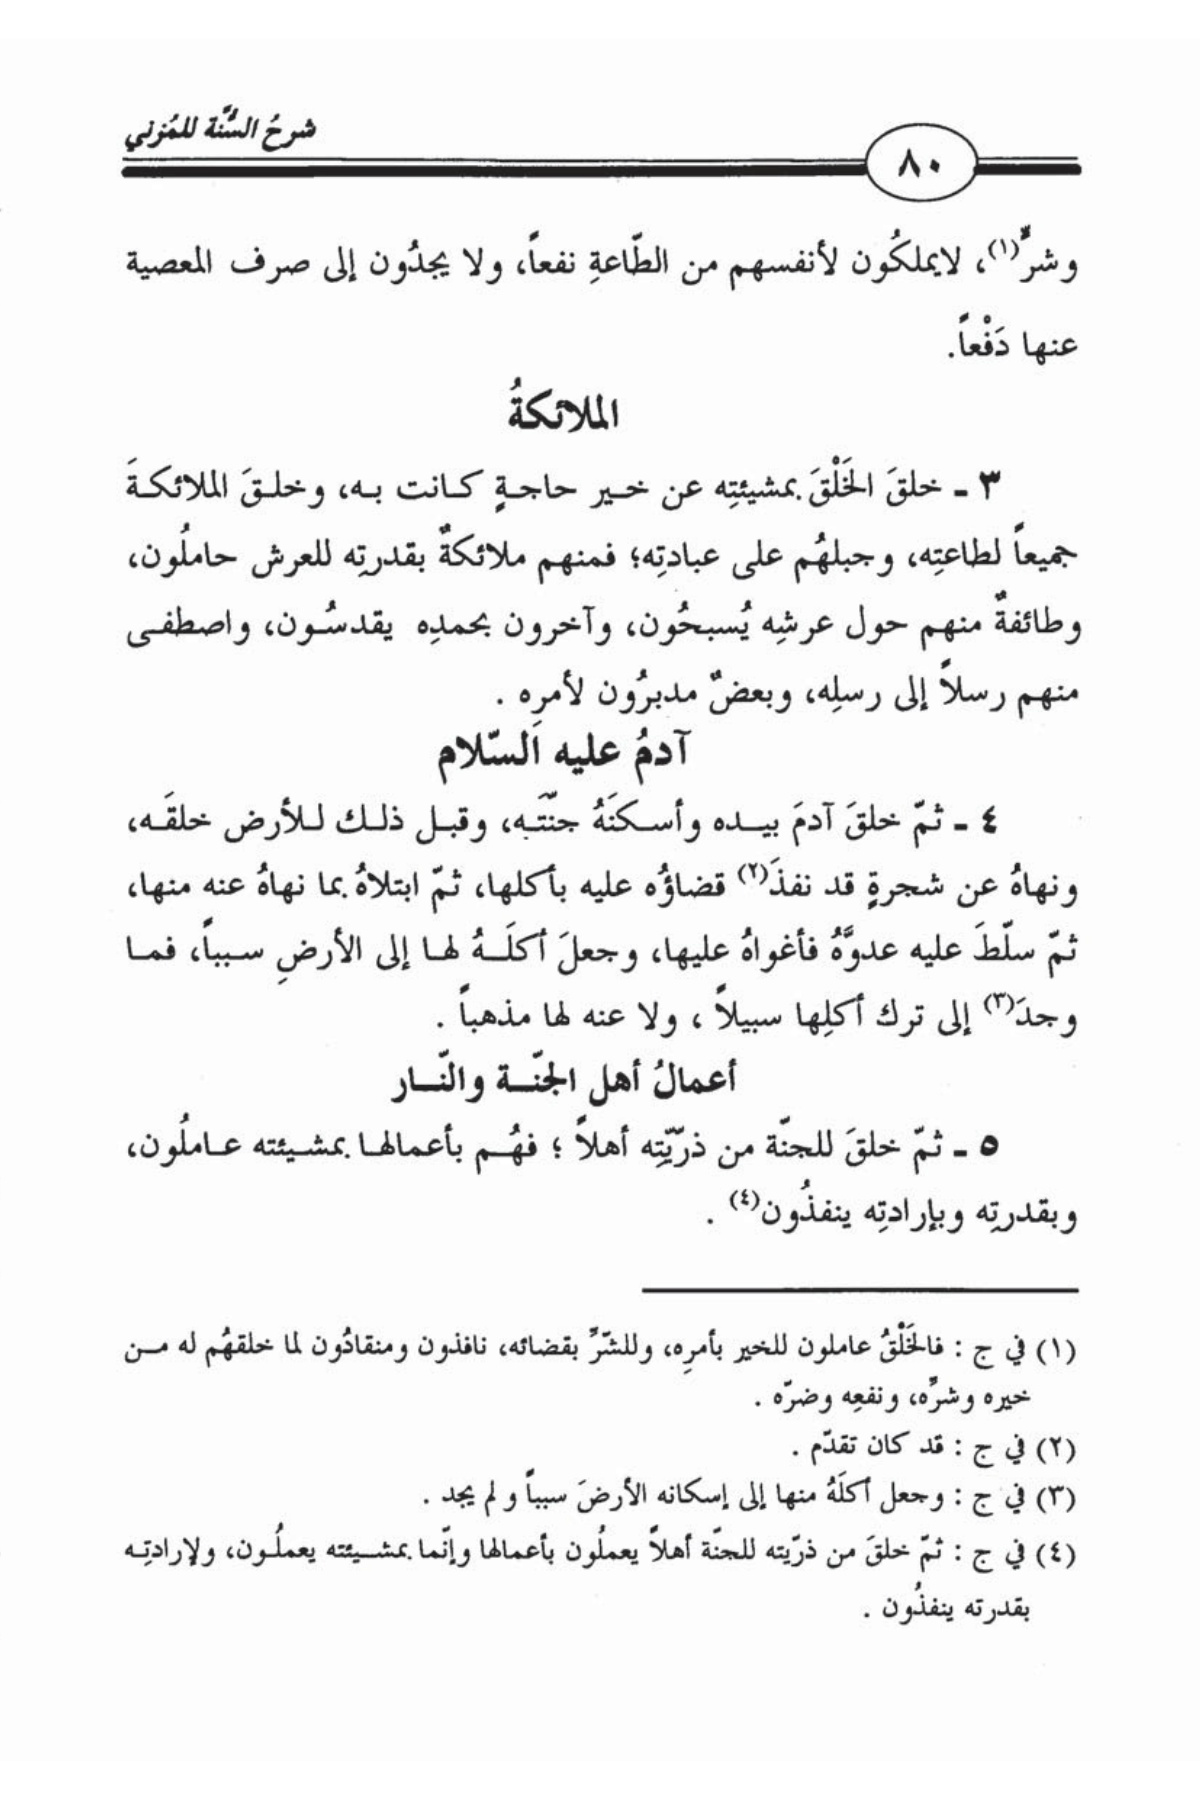 شرحُ السُّنَّة للمُزني
٨٠
وشرٌّ(١)، لايملكُون لأنفسهم من الطّاعةِ نفعاً، ولا يجدُون إلى صرف المعصية
عنها دَفْعاً.
الملائكةُ
٣ ـ خلقَ الخَلْقَ بمشيئتِه عن خير حاجةٍ كانت به، وخلقَ الملائكةَ
جميعاً لطاعتِه، وجبلهُم على عبادتِه؛ فمنهم ملائكةٌ بقدرتِه للعرش حاملُون،
وطائفةٌ منهم حول عرشِه يُسبحُون، وآخرون بحمدِه يقدسُون، واصطفى
منهم رسلاً إلى رسلِه، وبعضٌ مدبرُون لأمرِه .
آدمُ عليه السّلام
٤ ـ ثمّ خلقَ آدمَ بيده وأسكنَهُ جنّتَه، وقبل ذلك للأرض خلقَه،
ونهاهُ عن شجرةٍ قد نفذَ(٢) قضاؤُه عليه بأكلها، ثمّ ابتلاهُ بما نهاهُ عنه منها،
ثمّ سلّطَ عليه عدوَّهُ فأغواهُ عليها، وجعلَ أكلَهُ لها إلى الأرضِ سبباً، فما
وجدَ(٣) إلى ترك أكلِها سبيلاً ، ولا عنه لها مذهباً .
أعمالُ أهل الجنّة والنّار
٥ ـ ثمّ خلقَ للجنّة من ذرّيّتِه أهلاً ؛ فهُم بأعمالها بمشيئته عاملُون،
وبقدرتِه وبإرادتِه ينفذُون(٤) .
(١) في ج : فالخَلْقُ عاملون للخير بأمرِه، وللشّرِّ بقضائه، نافذون ومنقادُون لما خلقهُم له من
خيره وشرِّه، ونفعِه وضرّه .
(٢) في ج : قد كان تقدّم .
(٣) في ج : وجعل أكلَهُ منها إلى إسكانه الأرضَ سبباً و لم يجد .
(٤) في ج : ثمّ خلقَ من ذرّيته للجنّة أهلاً يعملُون بأعمالها وإنّما بمشيئته يعملُون، ولإرادتِه
بقدرته ينفذُون .